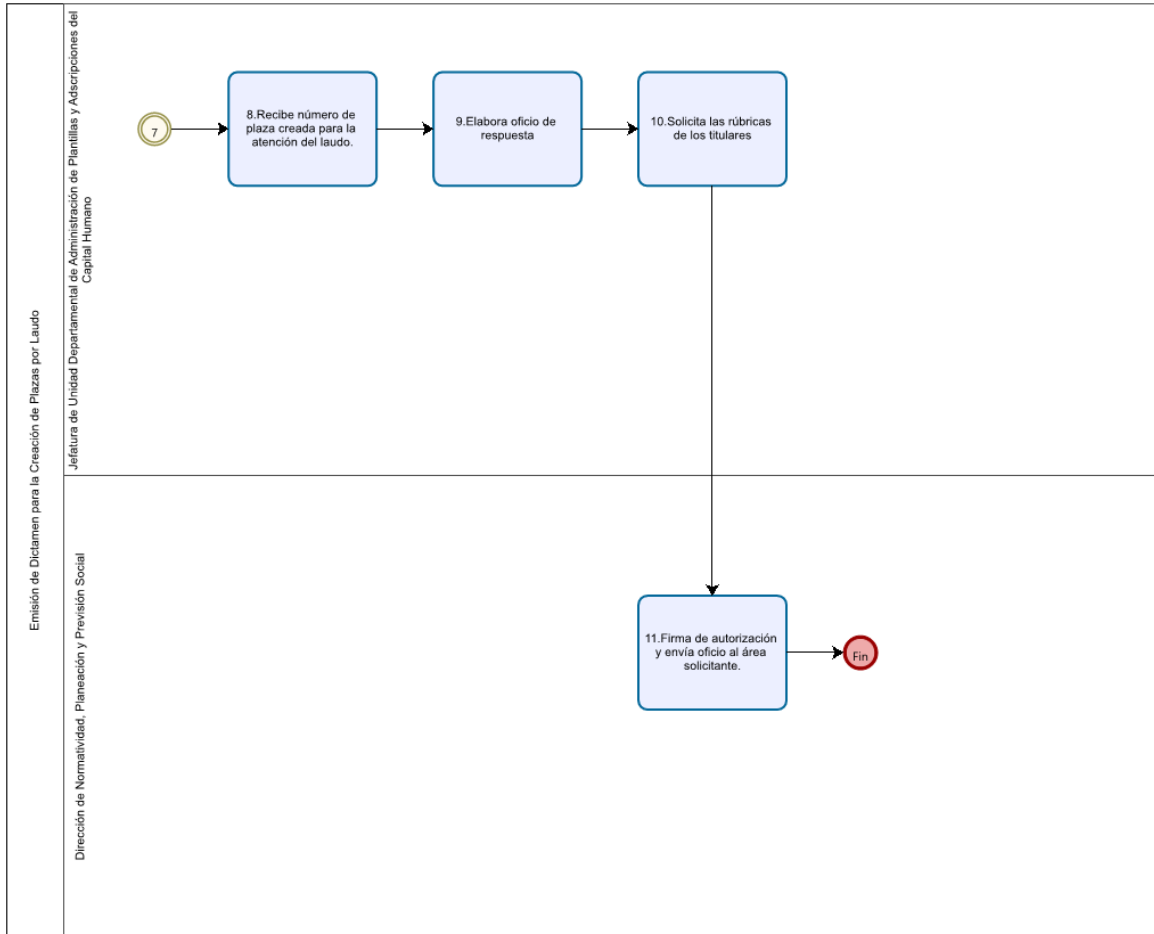 Emisión de Dictamen para la Creación de Plazas por Laudo
Jefatura de Unidad Departamental de Administración de Plantillas y Adscripciones del
Capital Humano
7
8.Recibe número de
plaza creada para la
atención del laudo.
9.Elabora oficio de
respuesta
10.Solicita las rúbricas
de los titulares
Dirección de Normatividad, Planeación y Previsión Social
11.Firma de autorización
y envía oficio al área
solicitante.
Fin